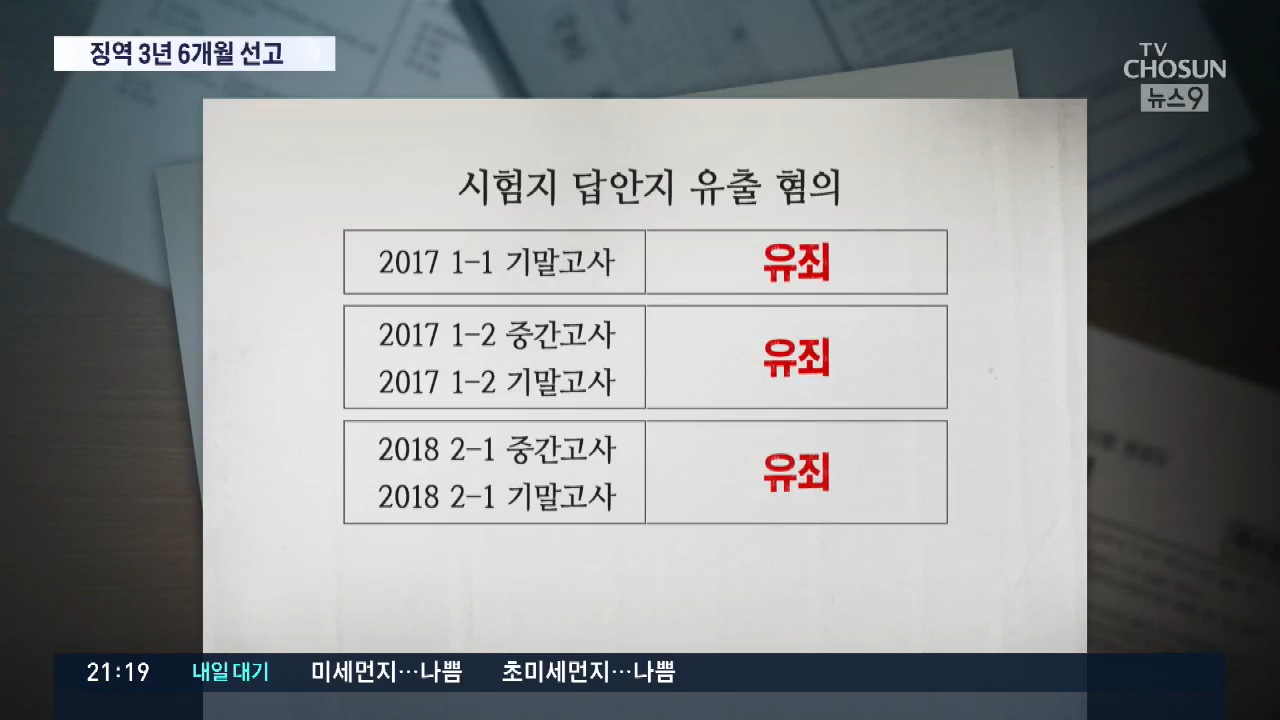 징역 3년 6개월 선고
TV
CHOSUN
뉴스9
시험지 답안지 유출 혐의
2017 1-1 기말고사
유죄
2017 1-2 중간고사
2017 1-2 기말고사
유죄
2018 2-1 중간고사
2018 2-1 기말고사
유죄
21:19 내일 대기 미세먼지…나쁨 초미세먼지…나쁨